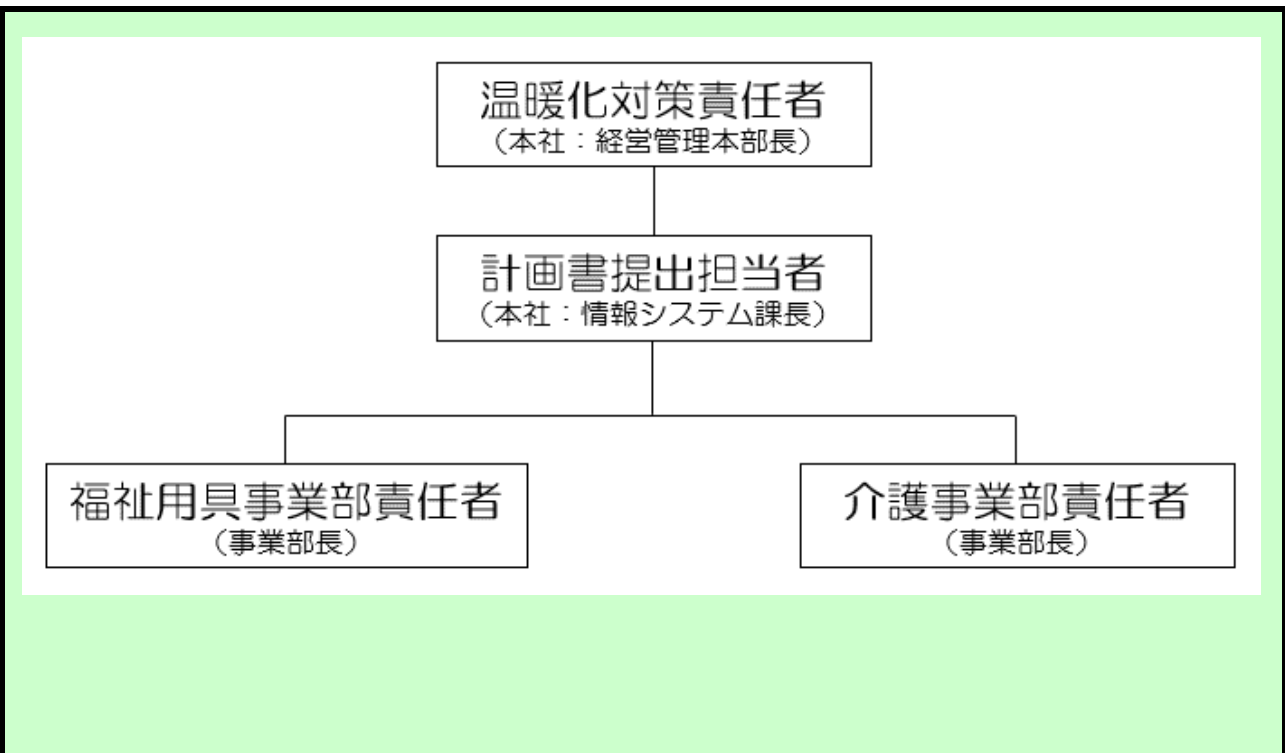 温暖化対策責任者
（本社：経営管理本部長）
計画書提出担当者
（本社：情報システム課長）
福祉用具事業部責任者
（事業部長）
介護事業部責任者
（事業部長）